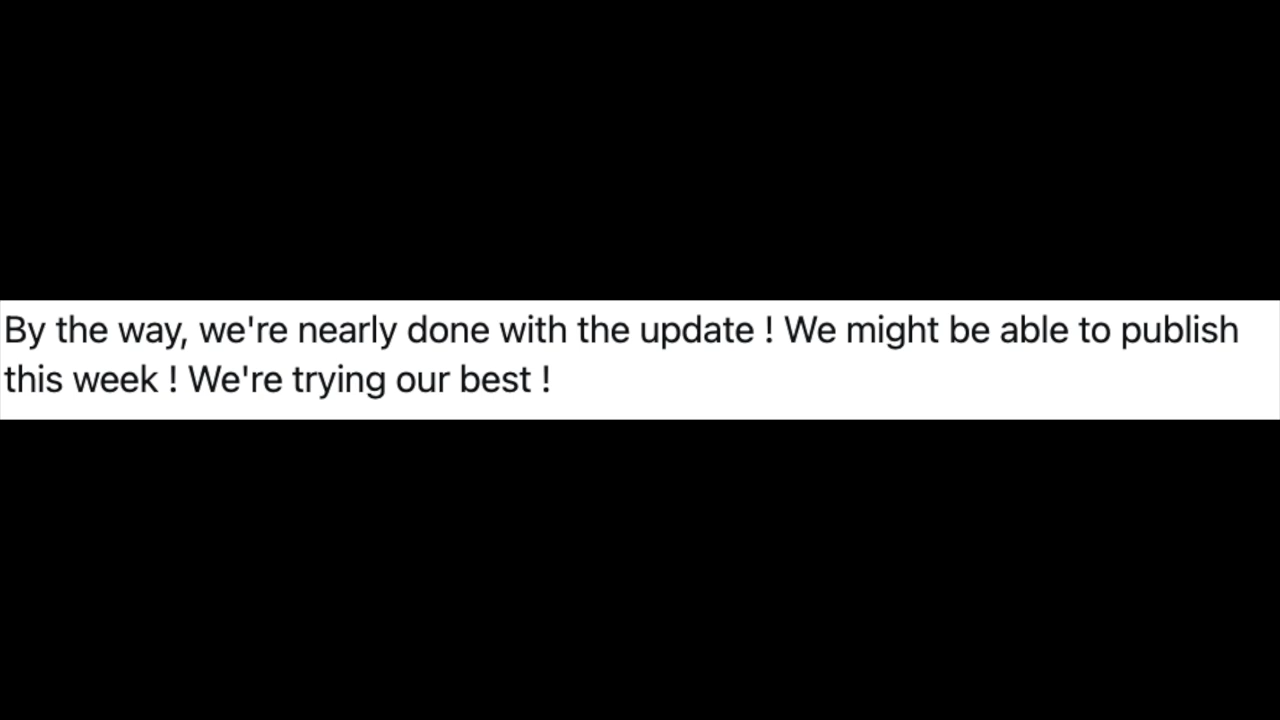 By the way, we're nearly done with the update ! We might be able to publish
this week ! We're trying our best !